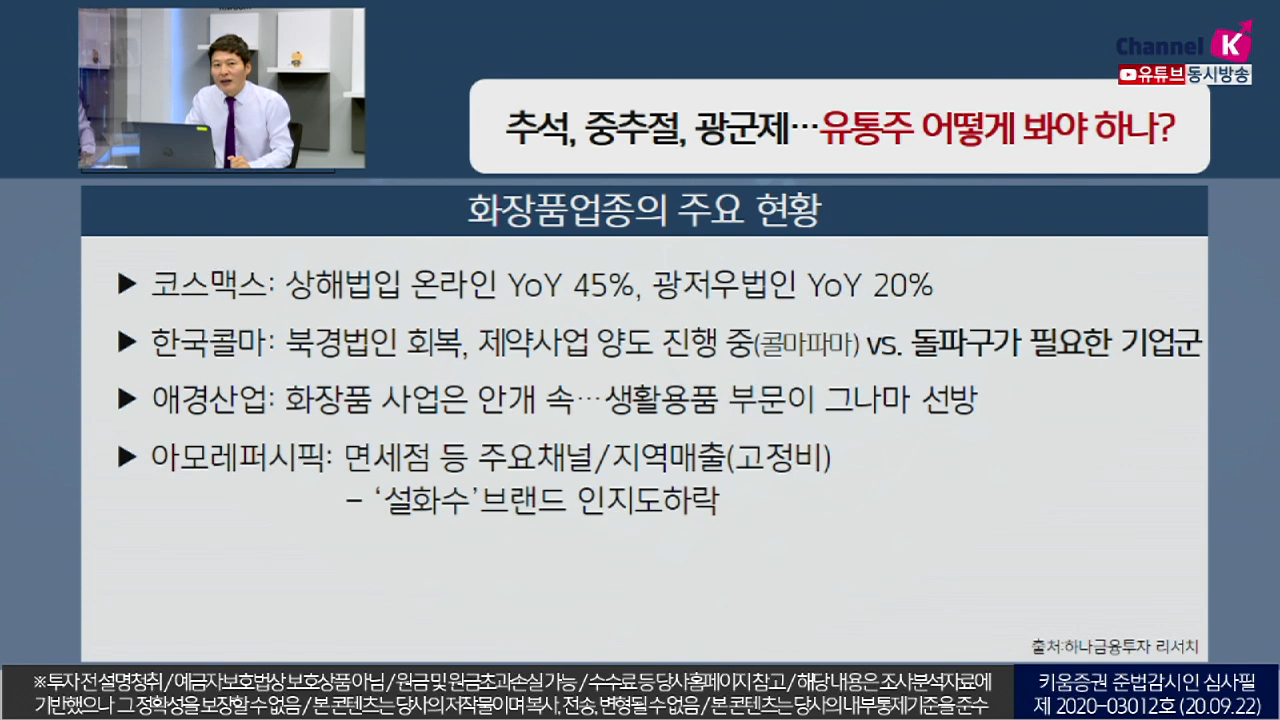 Channel K
유튜브 동시방송
추석, 중추절, 광군제…유통주 어떻게 봐야 하나?
화장품업종의 주요 현황
▶ 코스맥스: 상해법입 온라인 YoY 45%, 광저우법인 YoY 20%
▶ 한국콜마: 북경법인 회복, 제약사업 양도 진행 중(콜마파마) vs. 돌파구가 필요한 기업군
▶ 애경산업: 화장품 사업은 안개 속…생활용품 부문이 그나마 선방
▶ 아모레퍼시픽: 면세점 등 주요채널/지역매출(고정비)
– ‘설화수’브랜드 인지도하락
출처:하나금융투자 리서치
※ 투자 전 설명청취 / 예금자보호법상 보호상품 아님 / 원금 및 원금초과손실 가능 / 수수료 등 당사홈페이지 참고 / 해당 내용은 조사분석자료에
기반했으나 그 정확성을 보장할 수 없음 / 본 콘텐츠는 당사의 저작물이며 복사, 전송, 변형될 수 없음 / 본 콘텐츠는 당사의 내부통제기준을 준수
키움증권 준법감시인 심사필
제 2020-03012호 (20.09.22)